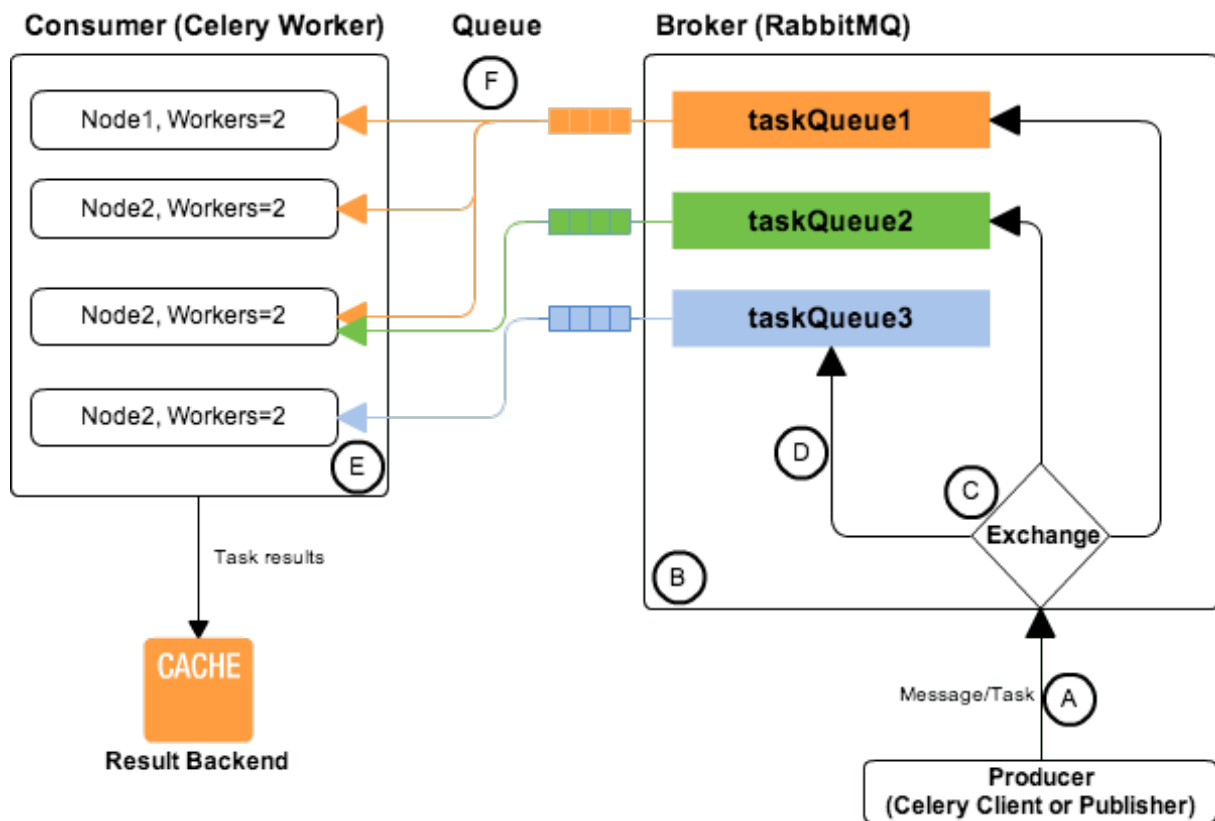 Consumer (Celery Worker)
Queue
Broker (RabbitMQ)
F
Node1, Workers=2
taskQueue1
Node2, Workers=2
taskQueue2
Node2, Workers=2
taskQueue3
Node2, Workers=2
E
D
C
Exchange
Task results
B
CACHE
Message/Task
A
Result Backend
Producer
(Celery Client or Publisher)